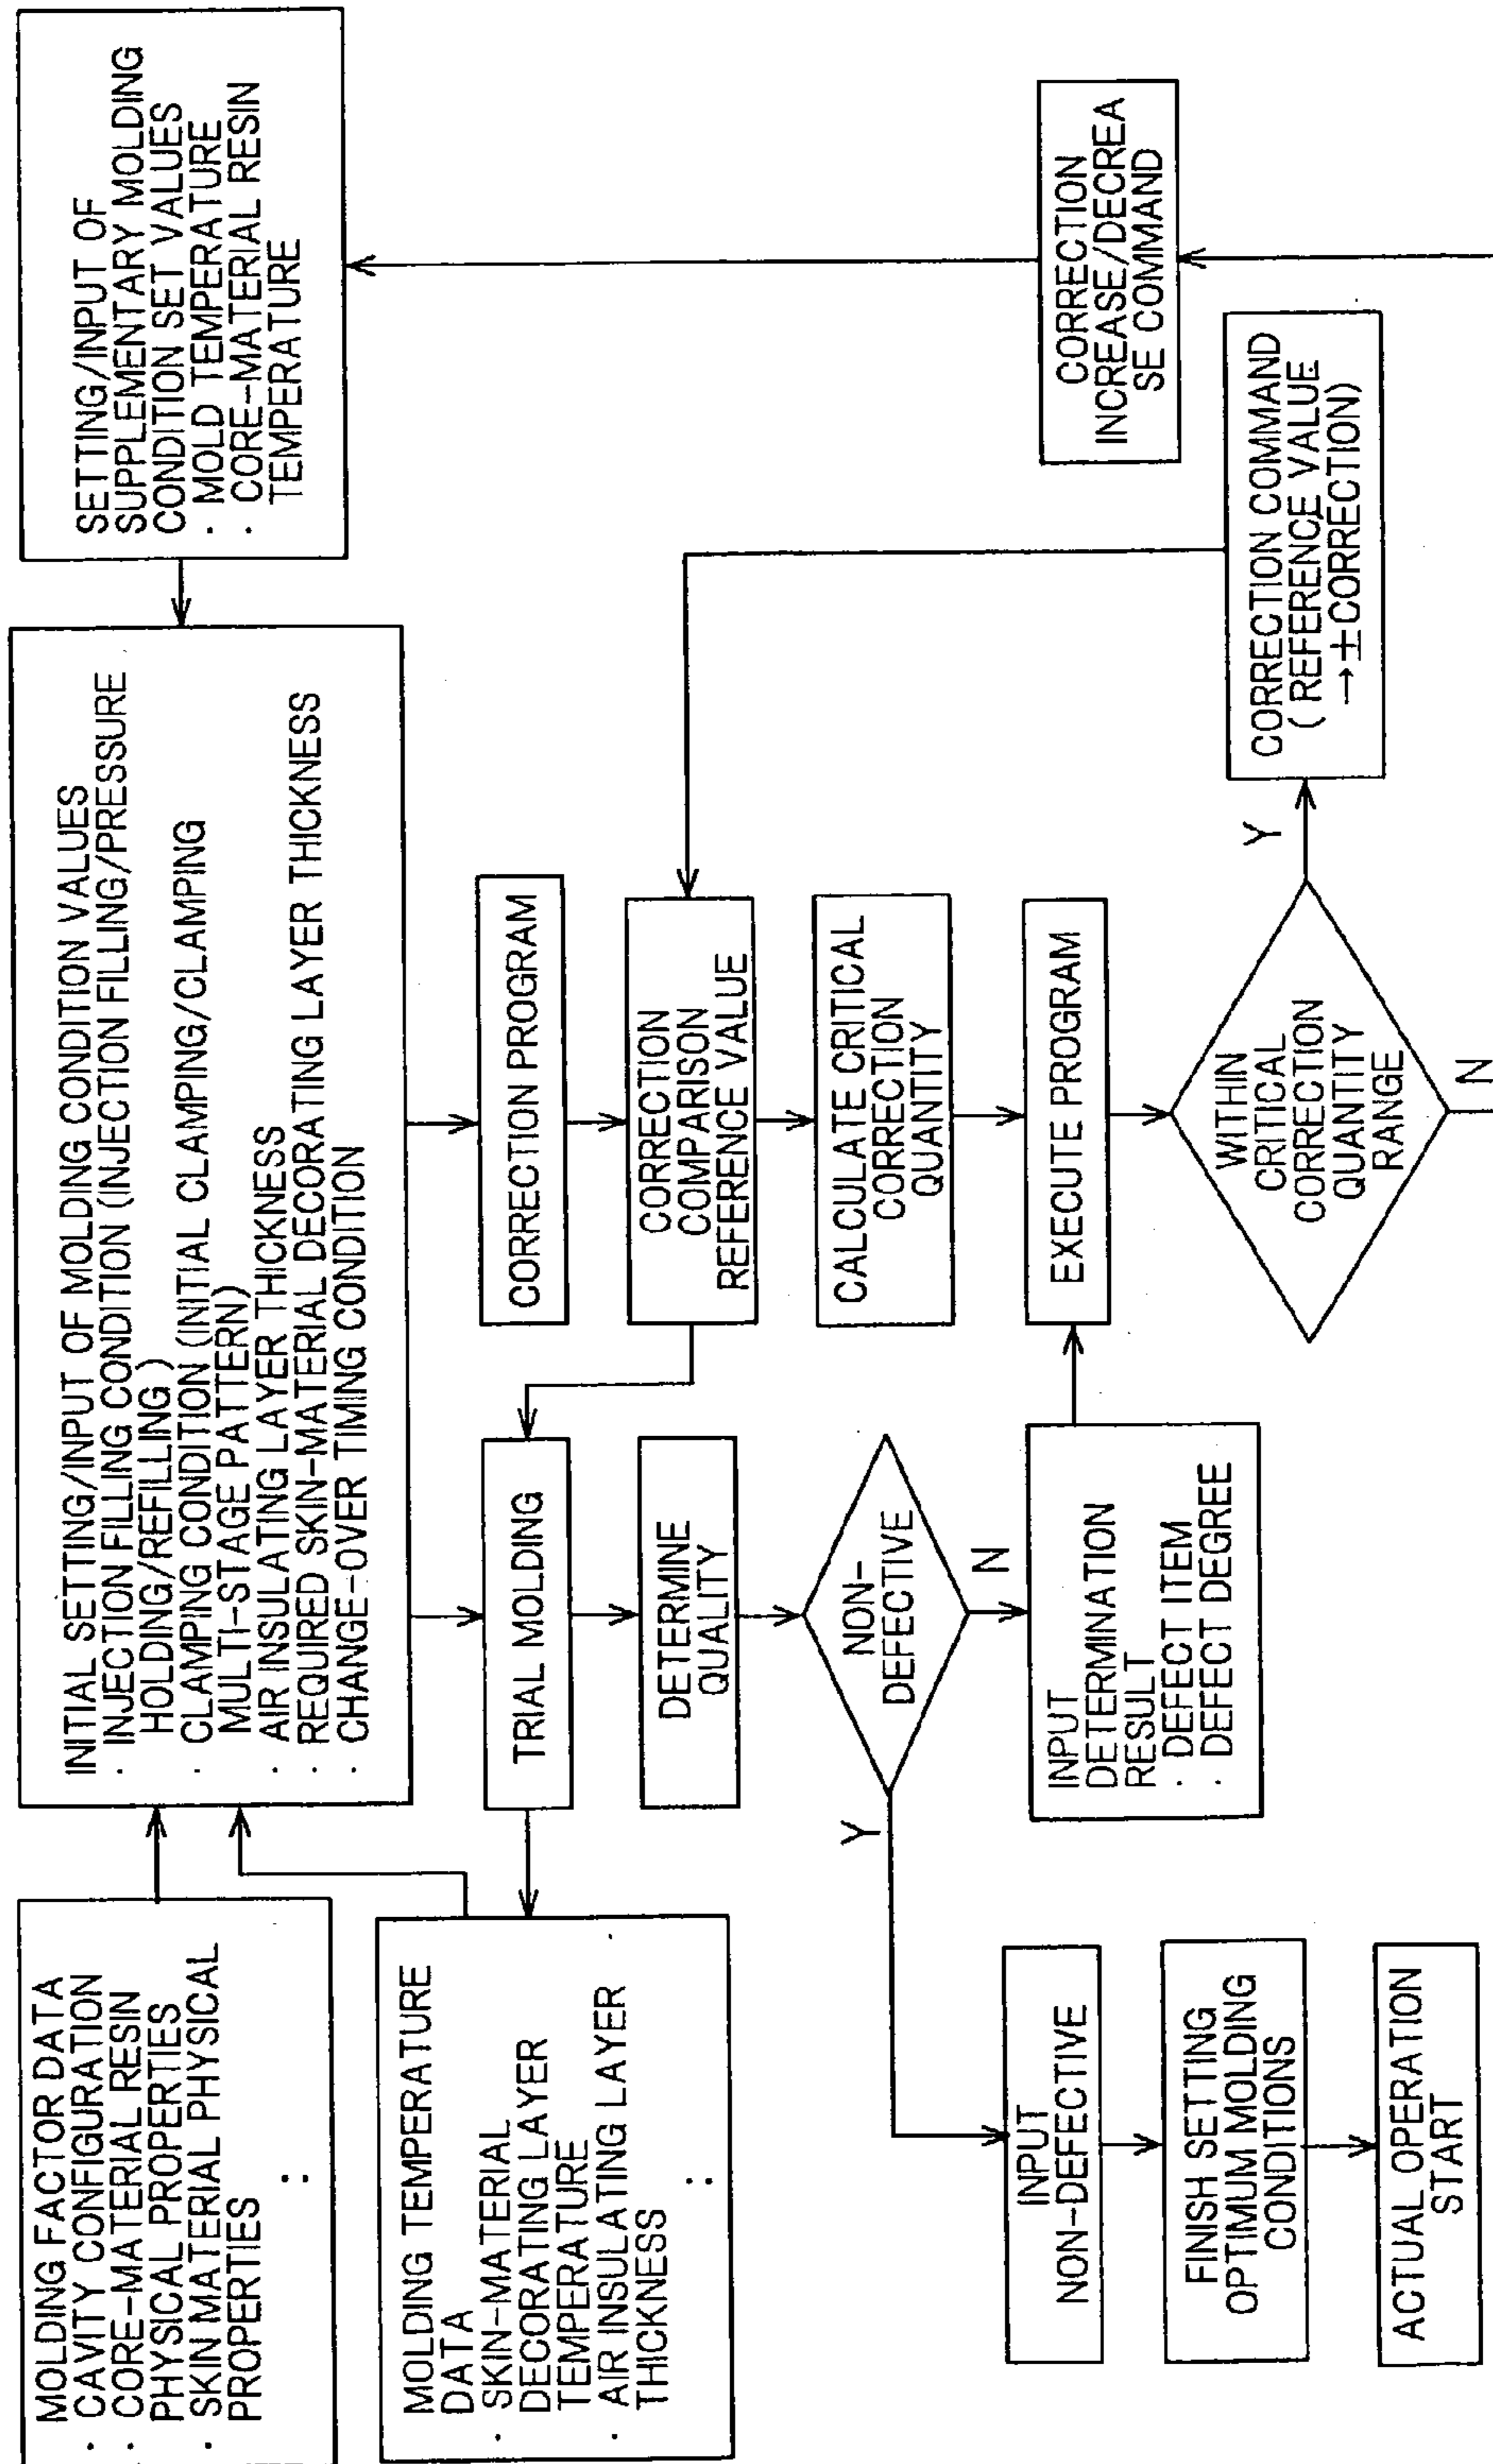 MOLDING FACTOR DATA
· CAVITY CONFIGURATION
· CORE-MATERIAL RESIN
PHYSICAL PROPERTIES
· SKIN MATERIAL PHYSICAL
PROPERTIES
:
INITIAL SETTING/INPUT OF MOLDING CONDITION VALUES
· INJECTION FILLING CONDITION (INJECTION FILLING/PRESSURE
HOLDING/REFILLING)
· CLAMPING CONDITION (INITIAL CLAMPING/CLAMPING
MULTI-STAGE PATTERN)
· AIR INSULATING LAYER THICKNESS
· REQUIRED SKIN-MATERIAL DECORATING LAYER THICKNESS
· CHANGE-OVER TIMING CONDITION
SETTING/INPUT OF
SUPPLEMENTARY MOLDING
CONDITION SET VALUES
· MOLD TEMPERATURE
· CORE-MATERIAL RESIN
TEMPERATURE
MOLDING TEMPERATURE
DATA
· SKIN-MATERIAL
DECORATING LAYER
TEMPERATURE
· AIR INSULATING LAYER
THICKNESS
:
TRIAL MOLDING
CORRECTION PROGRAM
DETERMINE
QUALITY
CORRECTION
COMPARISON
REFERENCE VALUE
NON-
DEFECTIVE
Y
N
CALCULATE CRITICAL
CORRECTION
QUANTITY
INPUT
DETERMINATION
RESULT
· DEFECT ITEM
· DEFECT DEGREE
EXECUTE PROGRAM
INPUT
NON-DEFECTIVE
WITHIN
CRITICAL
CORRECTION
QUANTITY
RANGE
Y
N
CORRECTION COMMAND
( REFERENCE VALUE
→±CORRECTION)
CORRECTION
INCREASE/DECREA
SE COMMAND
FINISH SETTING
OPTIMUM MOLDING
CONDITIONS
ACTUAL OPERATION
START